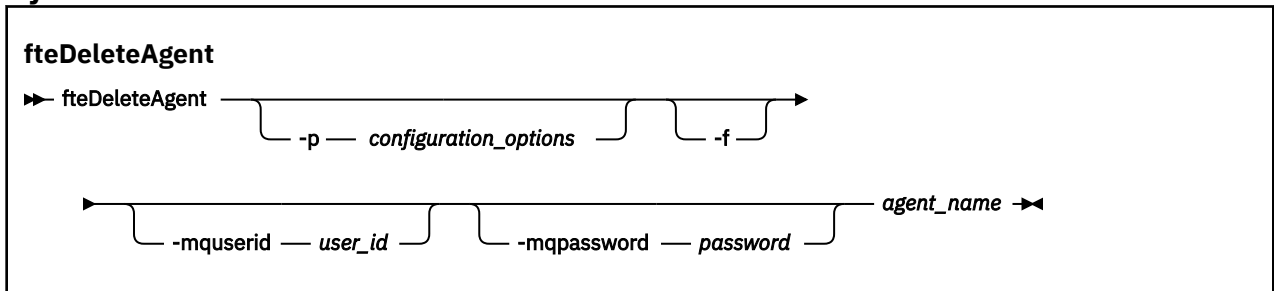 fteDeleteAgent
fteDeleteAgent
-p configuration_options -f
agent_name
-mquserid user_id -mqpassword password